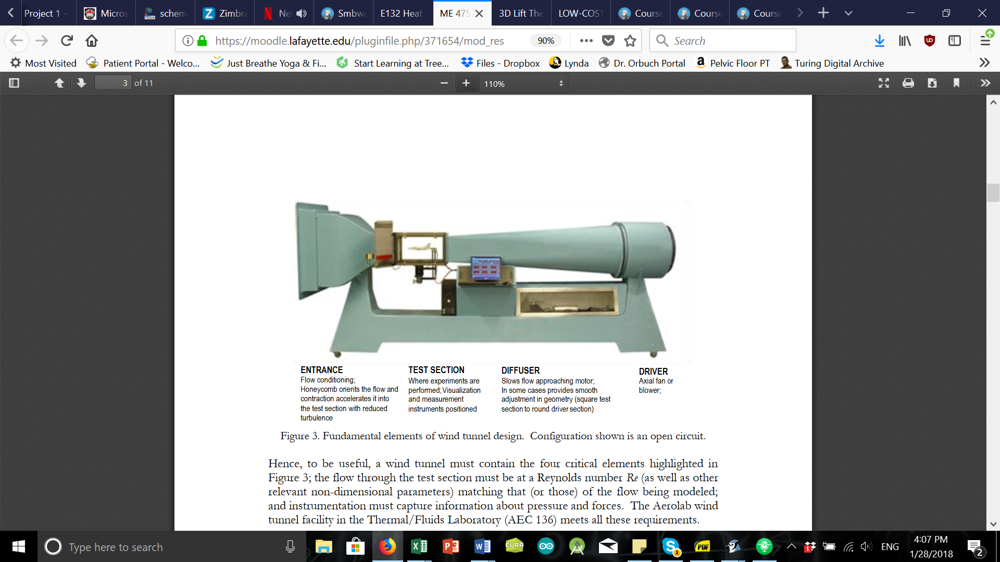 Project 1 -
Micros
schem
Zimbra
Net
Smbwe
E132 Heat
ME 475
3D Lift The
LOW-COST
Course
Course
Course
https://moodle.lafayette.edu/pluginfile.php/371654/mod_res
90%
Search
Most Visited
Patient Portal - Welco...
Just Breathe Yoga & Fi...
Start Learning at Tree...
Files - Dropbox
Lynda
Dr. Orbuch Portal
Pelvic Floor PT
Turing Digital Archive
3 of 11
110%
ENTRANCE
Flow conditioning;
Honeycomb orients the flow and
contraction accelerates it into
the test section with reduced
turbulence
TEST SECTION
Where experiments are
performed; Visualization
and measurement
instruments positioned
DIFFUSER
Slows flow approaching motor;
In some cases provides smooth
adjustment in geometry (square test
section to round driver section)
DRIVER
Axial fan or
blower;
Figure 3. Fundamental elements of wind tunnel design.  Configuration shown is an open circuit.
Hence, to be useful, a wind tunnel must contain the four critical elements highlighted in
Figure 3; the flow through the test section must be at a Reynolds number Re (as well as other
relevant non-dimensional parameters) matching that (or those) of the flow being modeled;
and instrumentation must capture information about pressure and forces.  The Aerolab wind
tunnel facility in the Thermal/Fluids Laboratory (AEC 136) meets all these requirements.
Type here to search
CURA
PDF
1
1
ENG
4:07 PM
1/28/2018
2